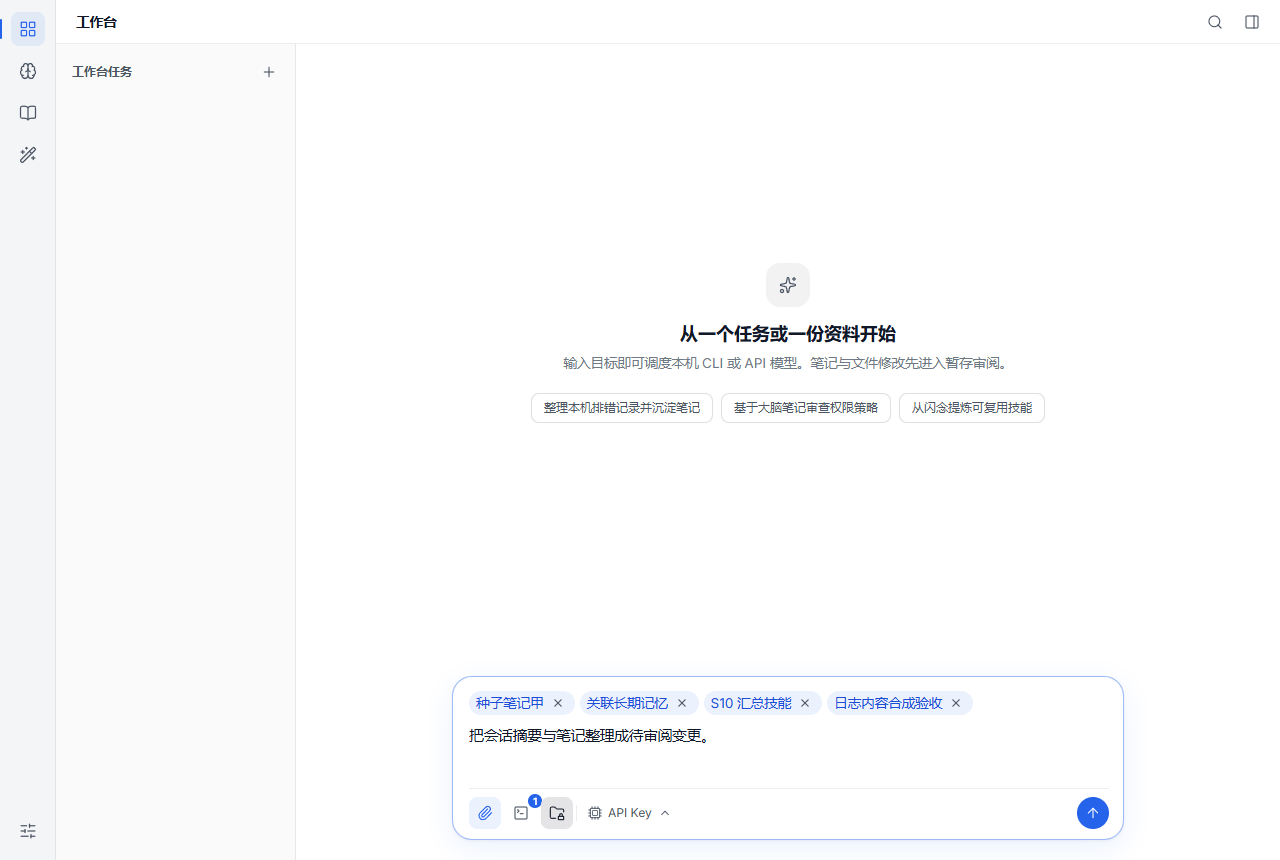 工作台
工作台任务
从一个任务或一份资料开始
输入目标即可调度本机 CLI 或 API 模型。笔记与文件修改先进入暂存审阅。
整理本机排错记录并沉淀笔记 基于大脑笔记审查权限策略 从闪念提炼可复用技能
种子笔记甲 关联长期记忆 S10 汇总技能 日志内容合成验收
把会话摘要与笔记整理成待审阅变更。
1 API Key